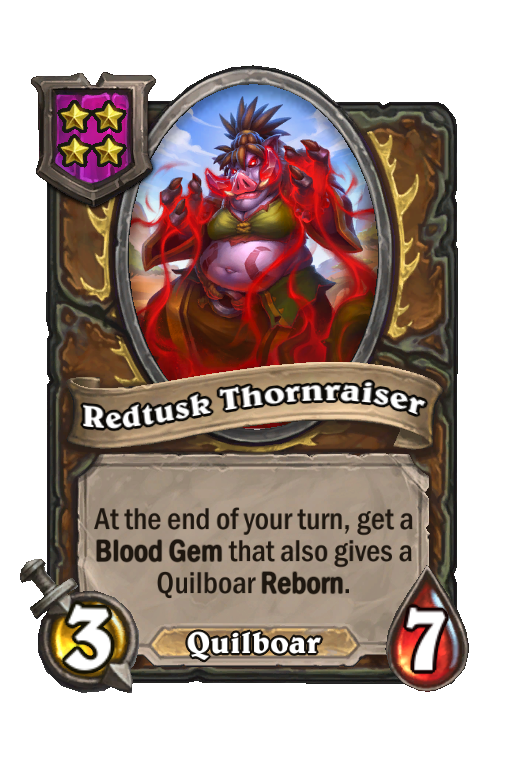 Redtusk Thornraiser
At the end of your turn, get a
Blood Gem that also gives a
Quilboar Reborn.
3
Quilboar
7